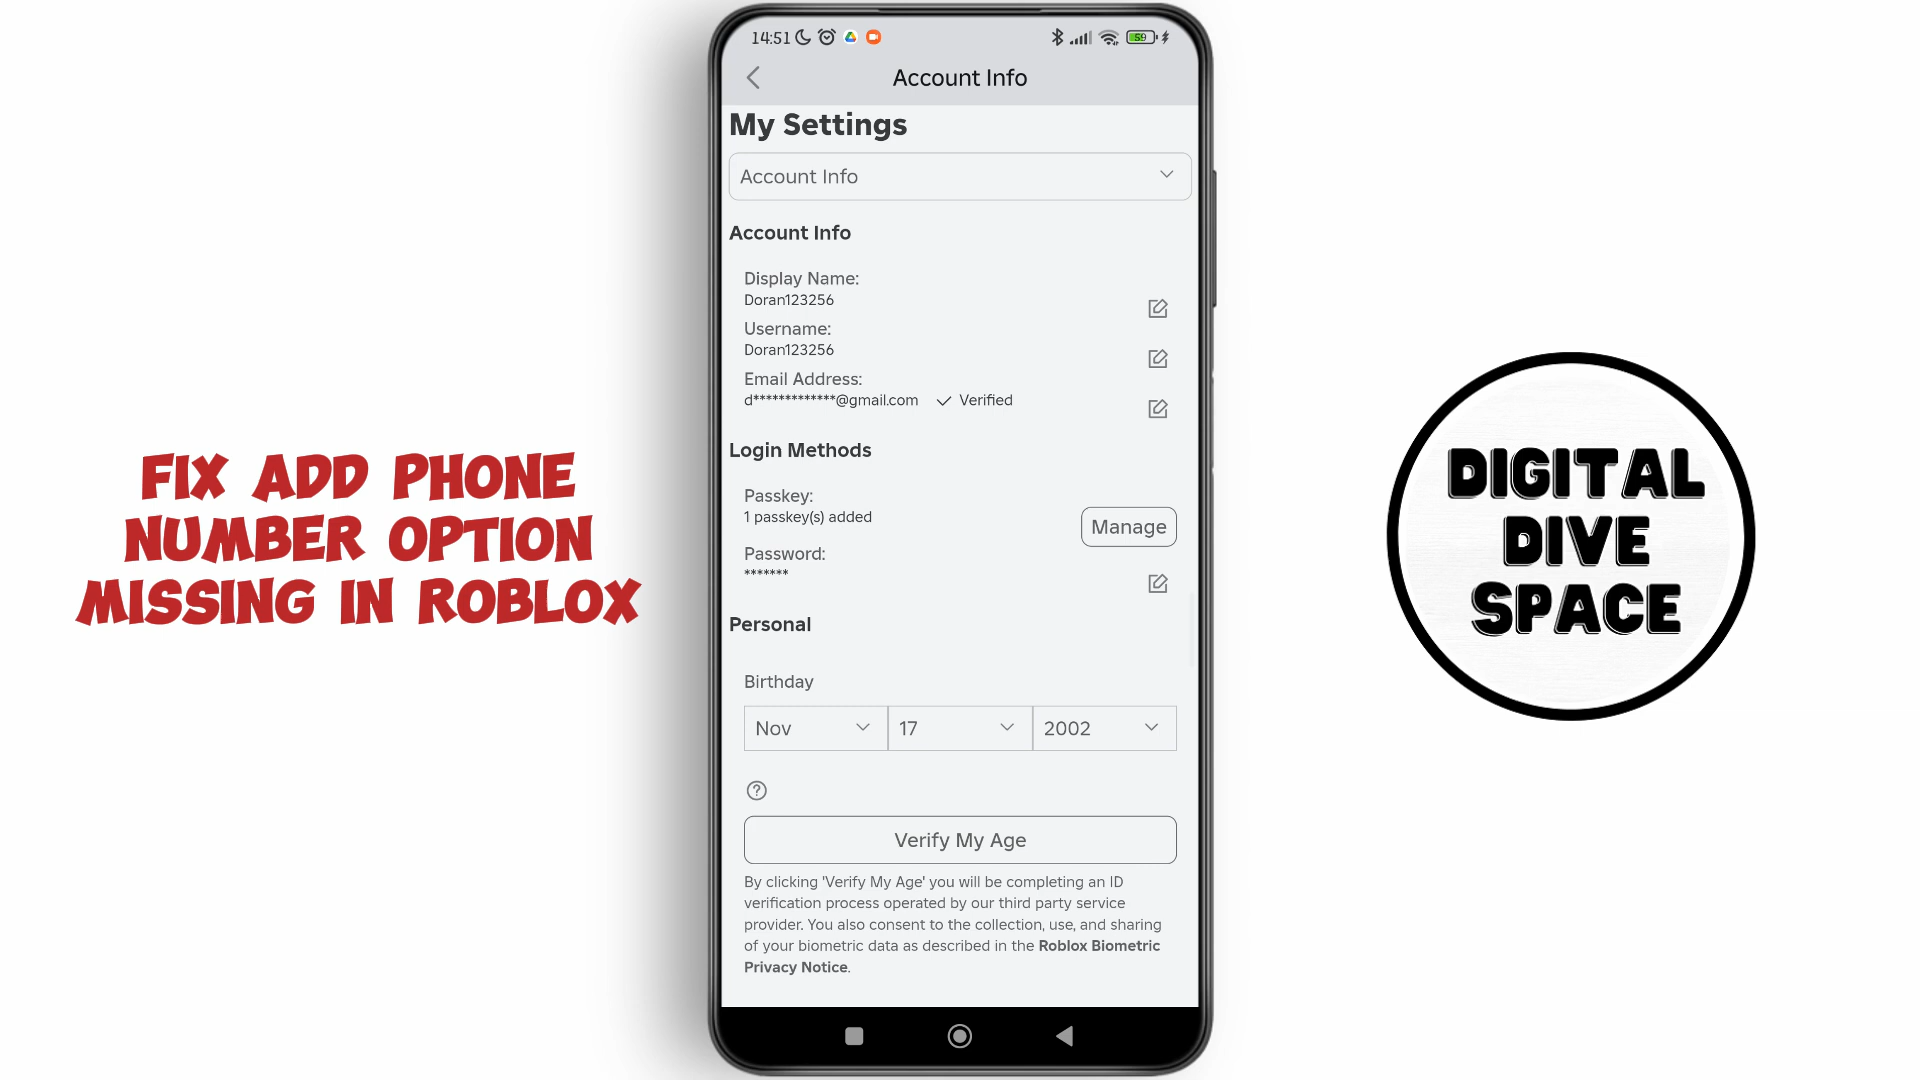 FIX ADD PHONE
NUMBER OPTION
MISSING IN ROBLOX
14:51
59
Account Info
My Settings
Account Info
Account Info
Display Name:
Doran123256
Username:
Doran123256
Email Address:
d*************@gmail.com Verified
Login Methods
Passkey:
1 passkey(s) added
Manage
Password:
*******
Personal
Birthday
Nov 17 2002
Verify My Age
By clicking 'Verify My Age' you will be completing an ID
verification process operated by our third party service
provider. You also consent to the collection, use, and sharing
of your biometric data as described in the Roblox Biometric
Privacy Notice.
DIGITAL
DIVE
SPACE